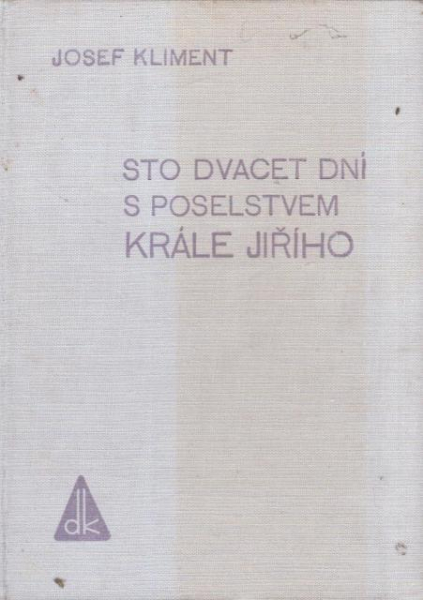 JOSEF KLIMENT
STO DVACET DNÍ
S POSELSTVEM
KRÁLE JIŘÍHO
dk